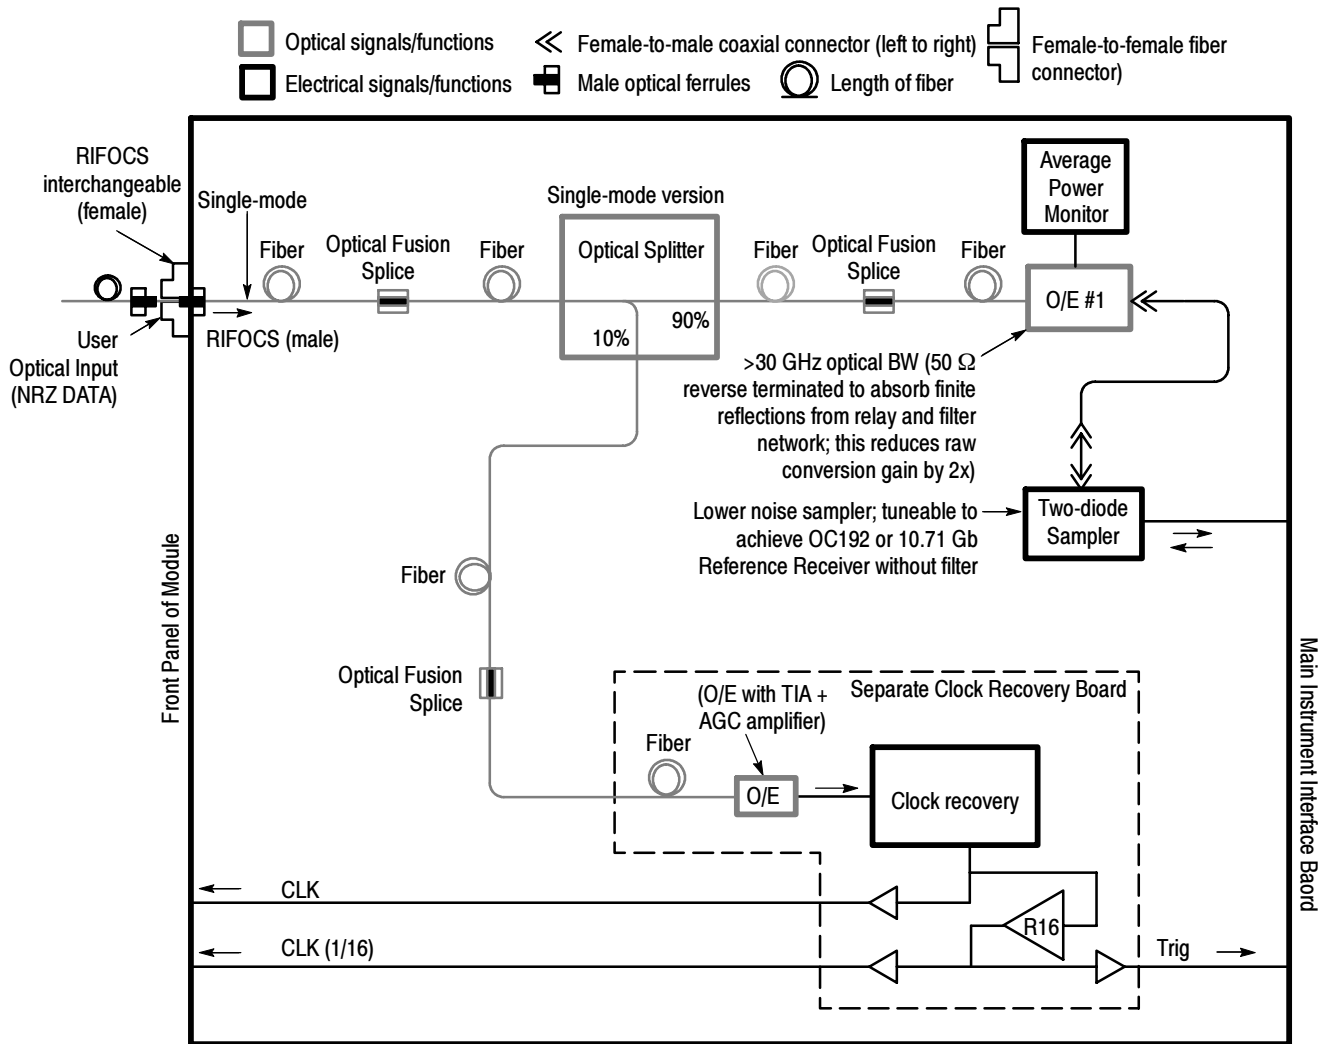 Optical signals/functions
Female-to-male coaxial connector (left to right)
Female-to-female fiber
connector)
Electrical signals/functions
Male optical ferrules
Length of fiber
RIFOCS
interchangeable
(female)
Single-mode
Fiber
Optical Fusion
Splice
Fiber
Single-mode version
Optical Splitter
90%
10%
Fiber
Optical Fusion
Splice
Fiber
Average
Power
Monitor
O/E #1
User
Optical Input
(NRZ DATA)
RIFOCS (male)
>30 GHz optical BW (50 Ω
reverse terminated to absorb finite
reflections from relay and filter
network; this reduces raw
conversion gain by 2x)
Lower noise sampler; tuneable to
achieve OC192 or 10.71 Gb
Reference Receiver without filter
Two-diode
Sampler
Front Panel of Module
Fiber
Optical Fusion
Splice
(O/E with TIA +
AGC amplifier)
Separate Clock Recovery Board
Fiber
O/E
Clock recovery
Main Instrument Interface Baord
CLK
R16
CLK (1/16)
Trig